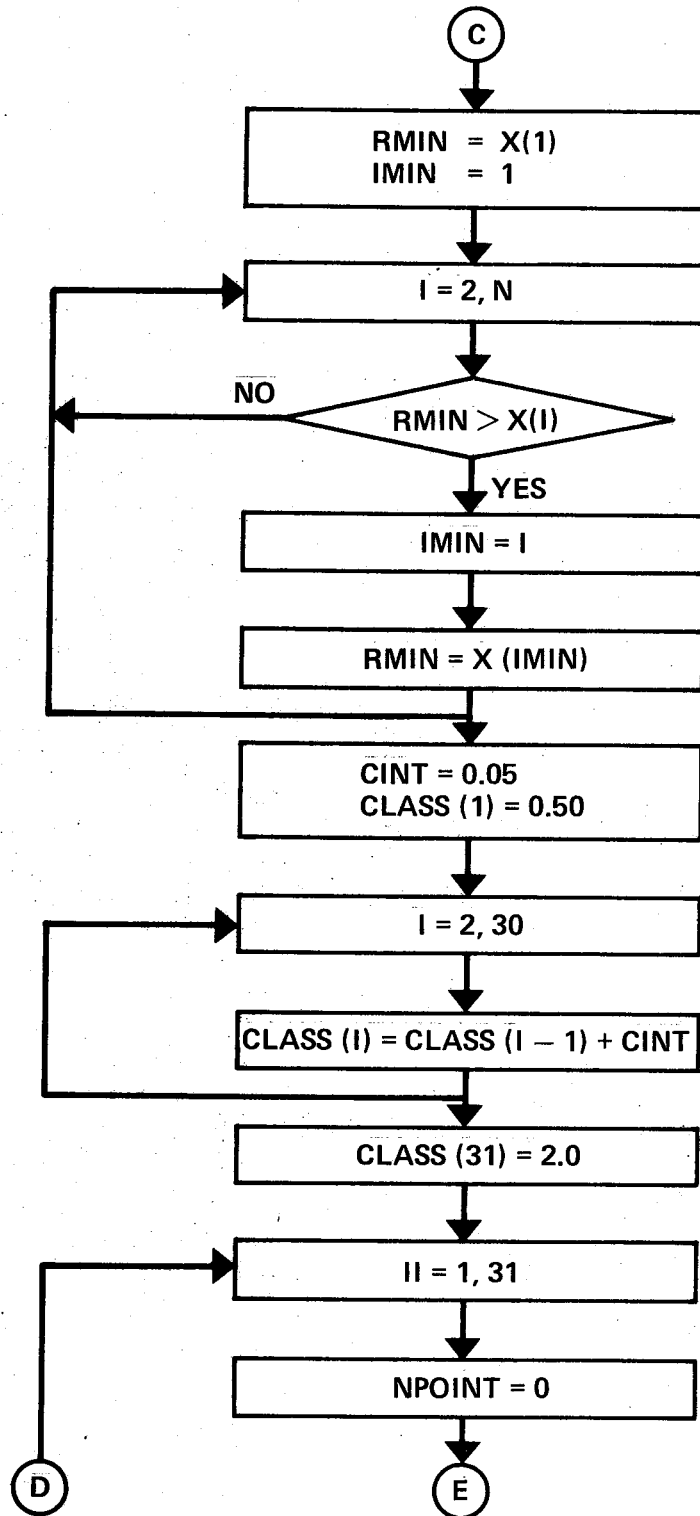 C
RMIN = X(1)
IMIN = 1
I = 2, N
NO
RMIN > X(I)
YES
IMIN = I
RMIN = X (IMIN)
CINT = 0.05
CLASS (1) = 0.50
I = 2, 30
CLASS (I) = CLASS (I − 1) + CINT
CLASS (31) = 2.0
II = 1, 31
NPOINT = 0
D
E